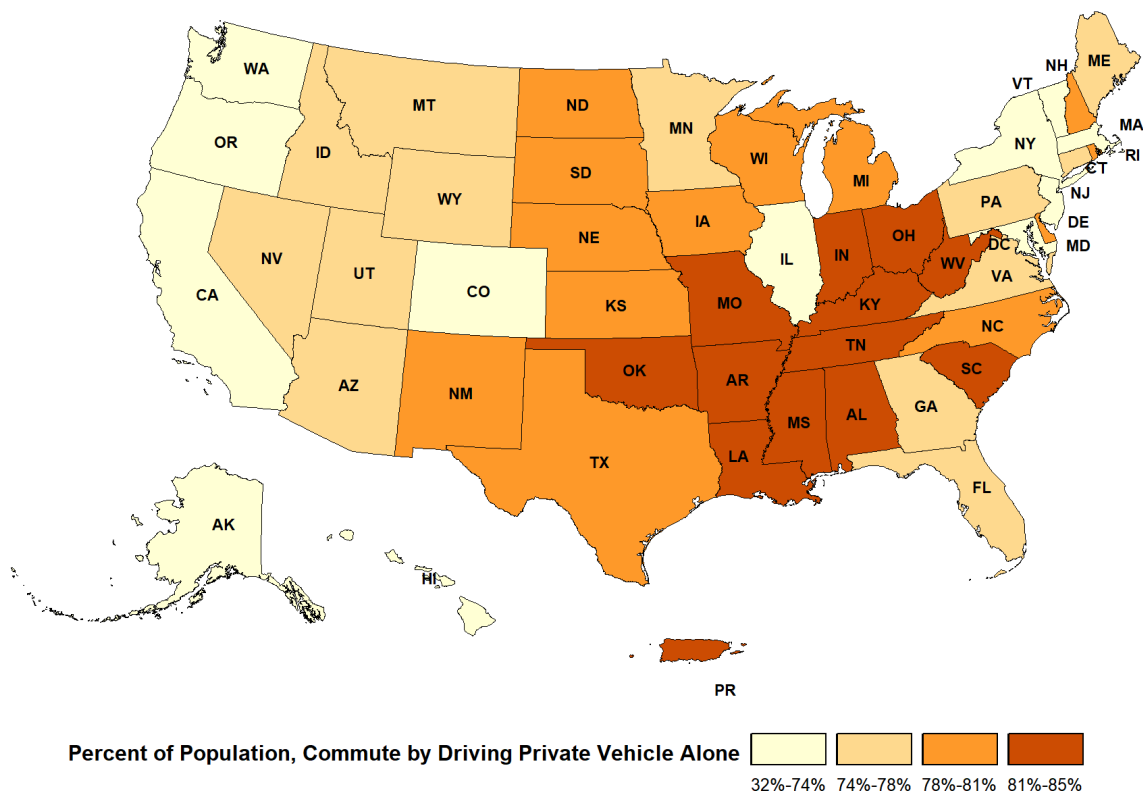 WA
MT
ND
MN
ME
NH
VT
OR
ID
SD
WI
MI
NY
MA
RI
CT
WY
IA
PA
NJ
NE
DE
NV
UT
CO
IL
IN
OH
DC
MD
WV
VA
CA
KS
MO
KY
NC
TN
AZ
NM
OK
AR
SC
MS
AL
GA
TX
LA
FL
AK
HI
PR
Percent of Population, Commute by Driving Private Vehicle Alone
32%-74%
74%-78%
78%-81%
81%-85%